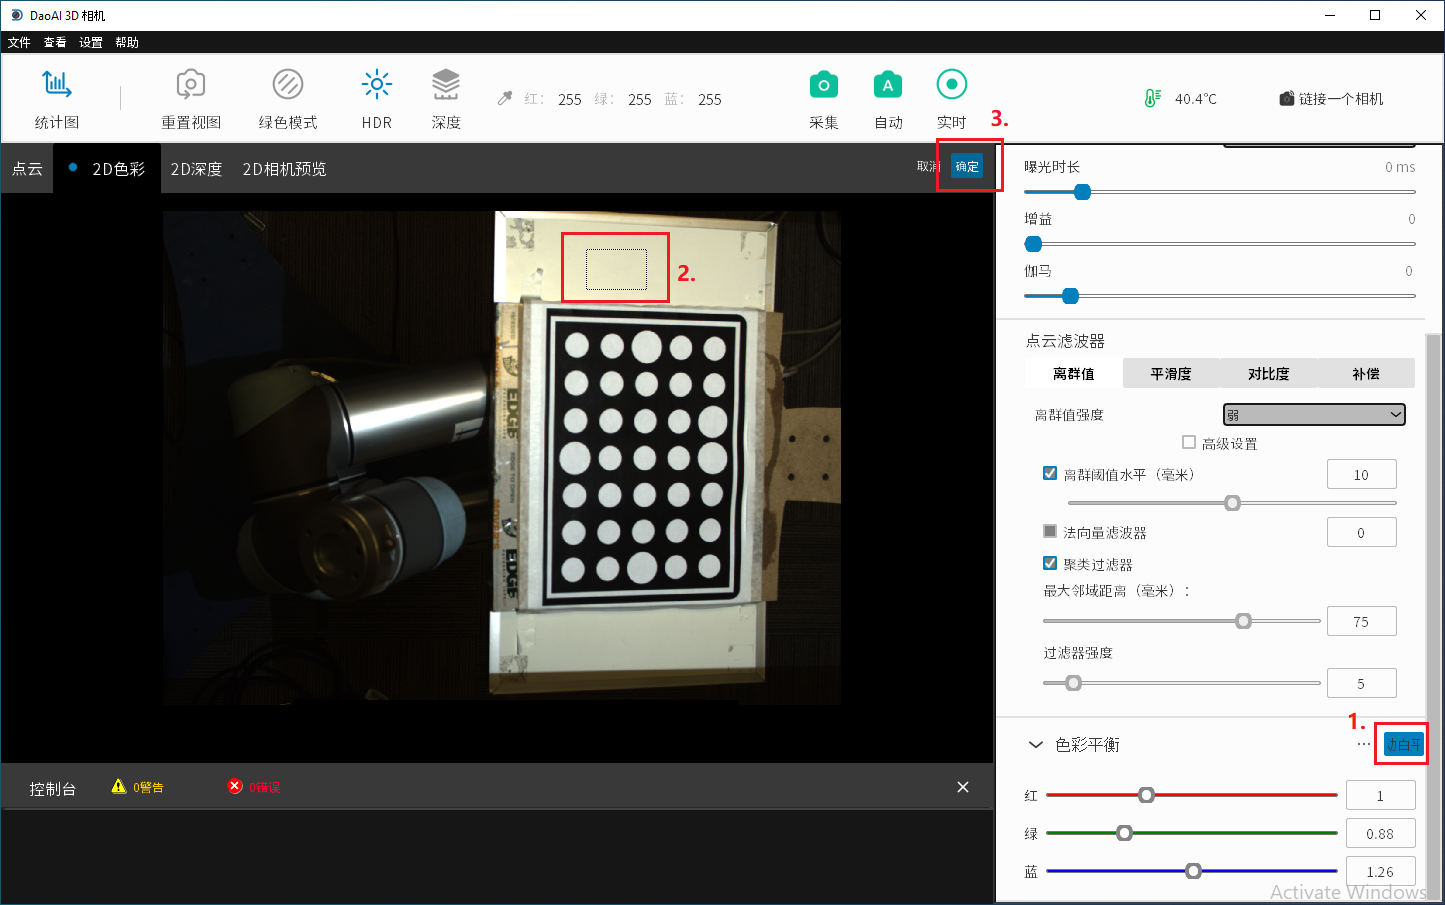 DaoAI 3D 相机
文件 查看 设置 帮助
统计图
重置视图
绿色模式
HDR
深度
红: 255 绿: 255 蓝: 255
采集
自动
实时
40.4℃
链接一个相机
3.
点云
2D色彩
2D深度
2D相机预览
取消
确定
2.
曝光时长 0 ms
增益 0
伽马 0
点云滤波器
离群值 平滑度 对比度 补偿
离群值强度 弱
高级设置
离群阈值水平（毫米） 10
法向量滤波器 0
聚类过滤器
最大邻域距离（毫米）:
75
过滤器强度
5
1.
色彩平衡 ... 动白平
红 1
绿 0.88
蓝 1.26
控制台 0警告 0错误
EDGE
EDGE
Activate Windows